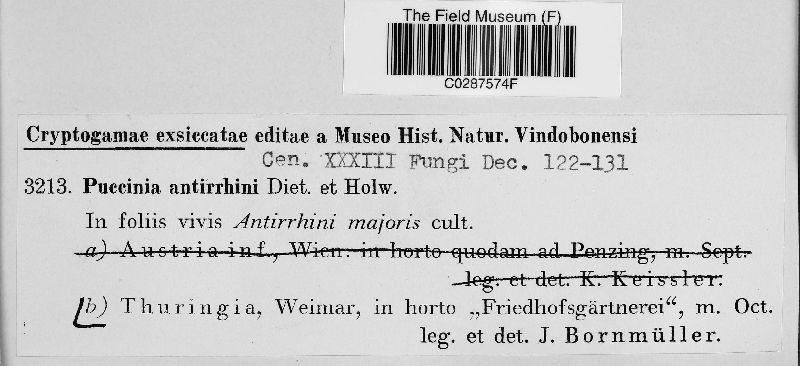 The Field Museum (F)
C0287574F
Cryptogamae exsiccatae editae a Museo Hist. Natur. Vindobonensi
Cen. XXXIII Fungi Dec. 122-131
3213. Puccinia antirrhini Diet. et Holw.
In foliis vivis Antirrhini majoris cult.
a) Austria inf., Wien: in horto quodam ad Penzing, m. Sept.
leg. et det. K. Keissler.
b) Thuringia, Weimar, in horto „Friedhofsgärtnerei“, m. Oct.
leg. et det. J. Bornmüller.